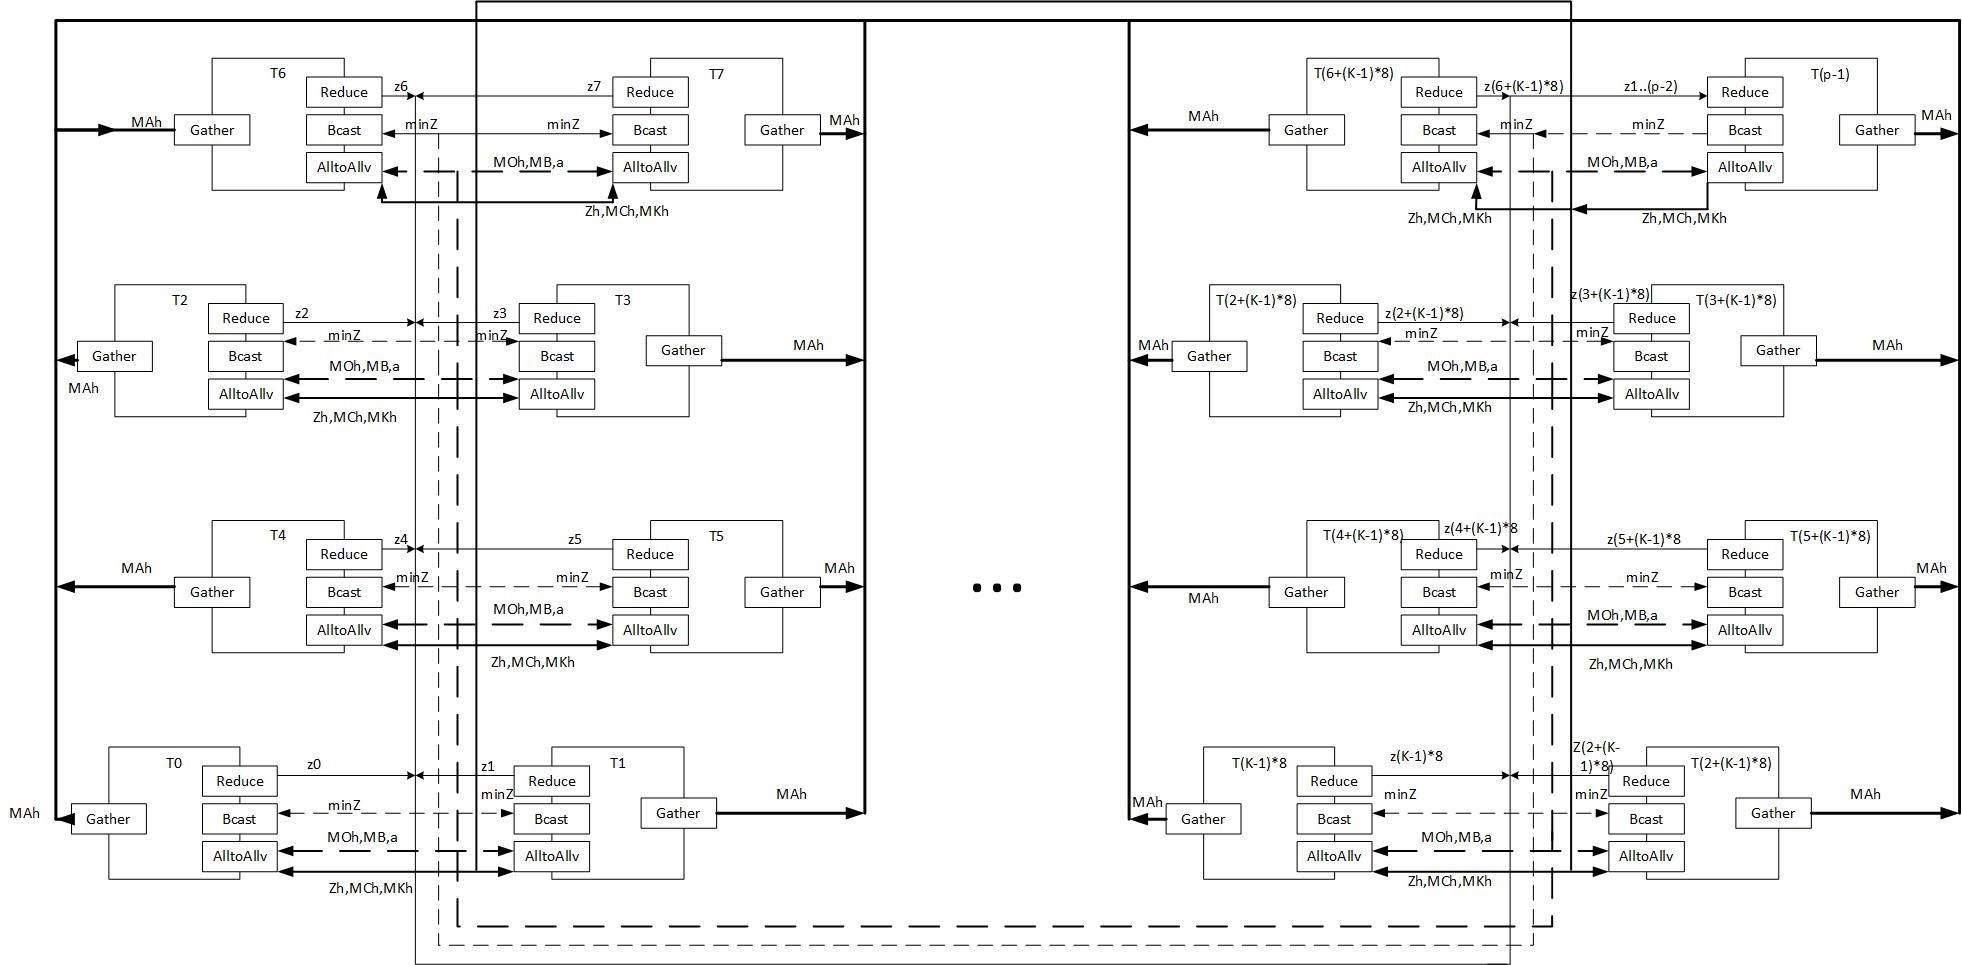 T6
Reduce
Bcast
AlltoAllv
Gather
MAh
z6
z7
minZ
minZ
MOh,MB,a
Zh,MCh,MKh
T7
Reduce
Bcast
AlltoAllv
Gather
MAh
T(6+(K-1)*8)
Reduce
Bcast
AlltoAllv
Gather
MAh
z(6+(K-1)*8)
z1..(p-2)
minZ
minZ
MOh,MB,a
Zh,MCh,MKh
Zh,MCh,MKh
T(p-1)
Reduce
Bcast
AlltoAllv
Gather
MAh
T2
Reduce
Bcast
AlltoAllv
Gather
MAh
z2
z3
minZ
minZ
MOh,MB,a
Zh,MCh,MKh
T3
Reduce
Bcast
AlltoAllv
Gather
MAh
T(2+(K-1)*8)
Reduce
Bcast
AlltoAllv
Gather
MAh
z(2+(K-1)*8)
z(3+(K-1)*8)
minZ
minZ
MOh,MB,a
Zh,MCh,MKh
T(3+(K-1)*8)
Reduce
Bcast
AlltoAllv
Gather
MAh
T4
Reduce
Bcast
AlltoAllv
Gather
MAh
z4
z5
minZ
minZ
MOh,MB,a
Zh,MCh,MKh
T5
Reduce
Bcast
AlltoAllv
Gather
MAh
...
T(4+(K-1)*8)
Reduce
Bcast
AlltoAllv
Gather
MAh
z(4+(K-1)*8
z(5+(K-1)*8
minZ
minZ
MOh,MB,a
Zh,MCh,MKh
T(5+(K-1)*8)
Reduce
Bcast
AlltoAllv
Gather
MAh
T0
Reduce
Bcast
AlltoAllv
Gather
MAh
z0
z1
minZ
minZ
MOh,MB,a
Zh,MCh,MKh
T1
Reduce
Bcast
AlltoAllv
Gather
MAh
T(K-1)*8
Reduce
Bcast
AlltoAllv
Gather
MAh
z(K-1)*8
Z(2+(K-
1)*8)
minZ
minZ
MOh,MB,a
Zh,MCh,MKh
T(2+(K-1)*8)
Reduce
Bcast
AlltoAllv
Gather
MAh